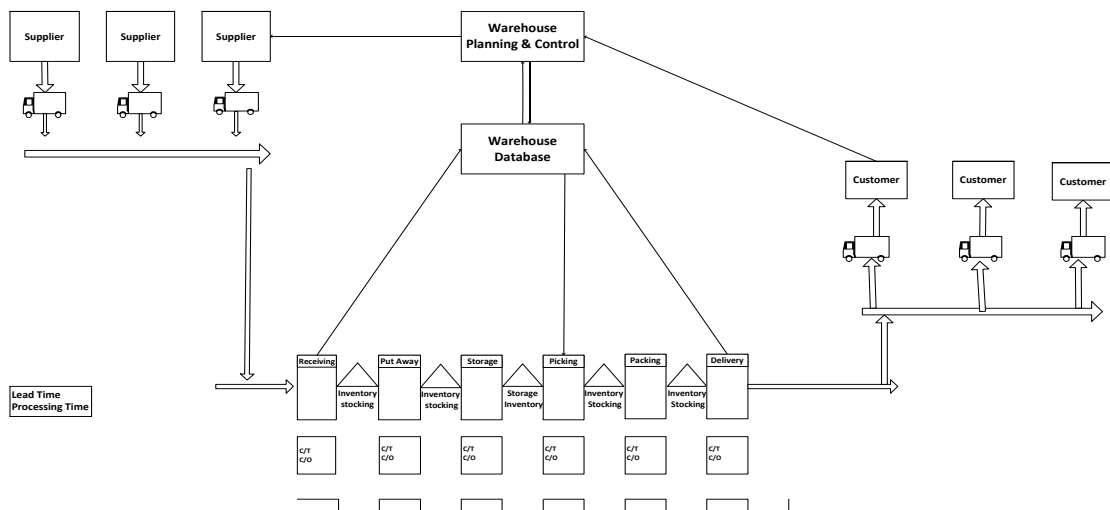 Supplier
Supplier
Supplier
Warehouse
Planning & Control
Warehouse
Database
Customer
Customer
Customer
Receiving
Put Away
Storage
Picking
Packing
Delivery
Inventory
stocking
Inventory
stocking
Storage
Inventory
Inventory
Stocking
Inventory
Stocking
Lead Time
Processing Time
C/T
C/O
C/T
C/O
C/T
C/O
C/T
C/O
C/T
C/O
C/T
C/O